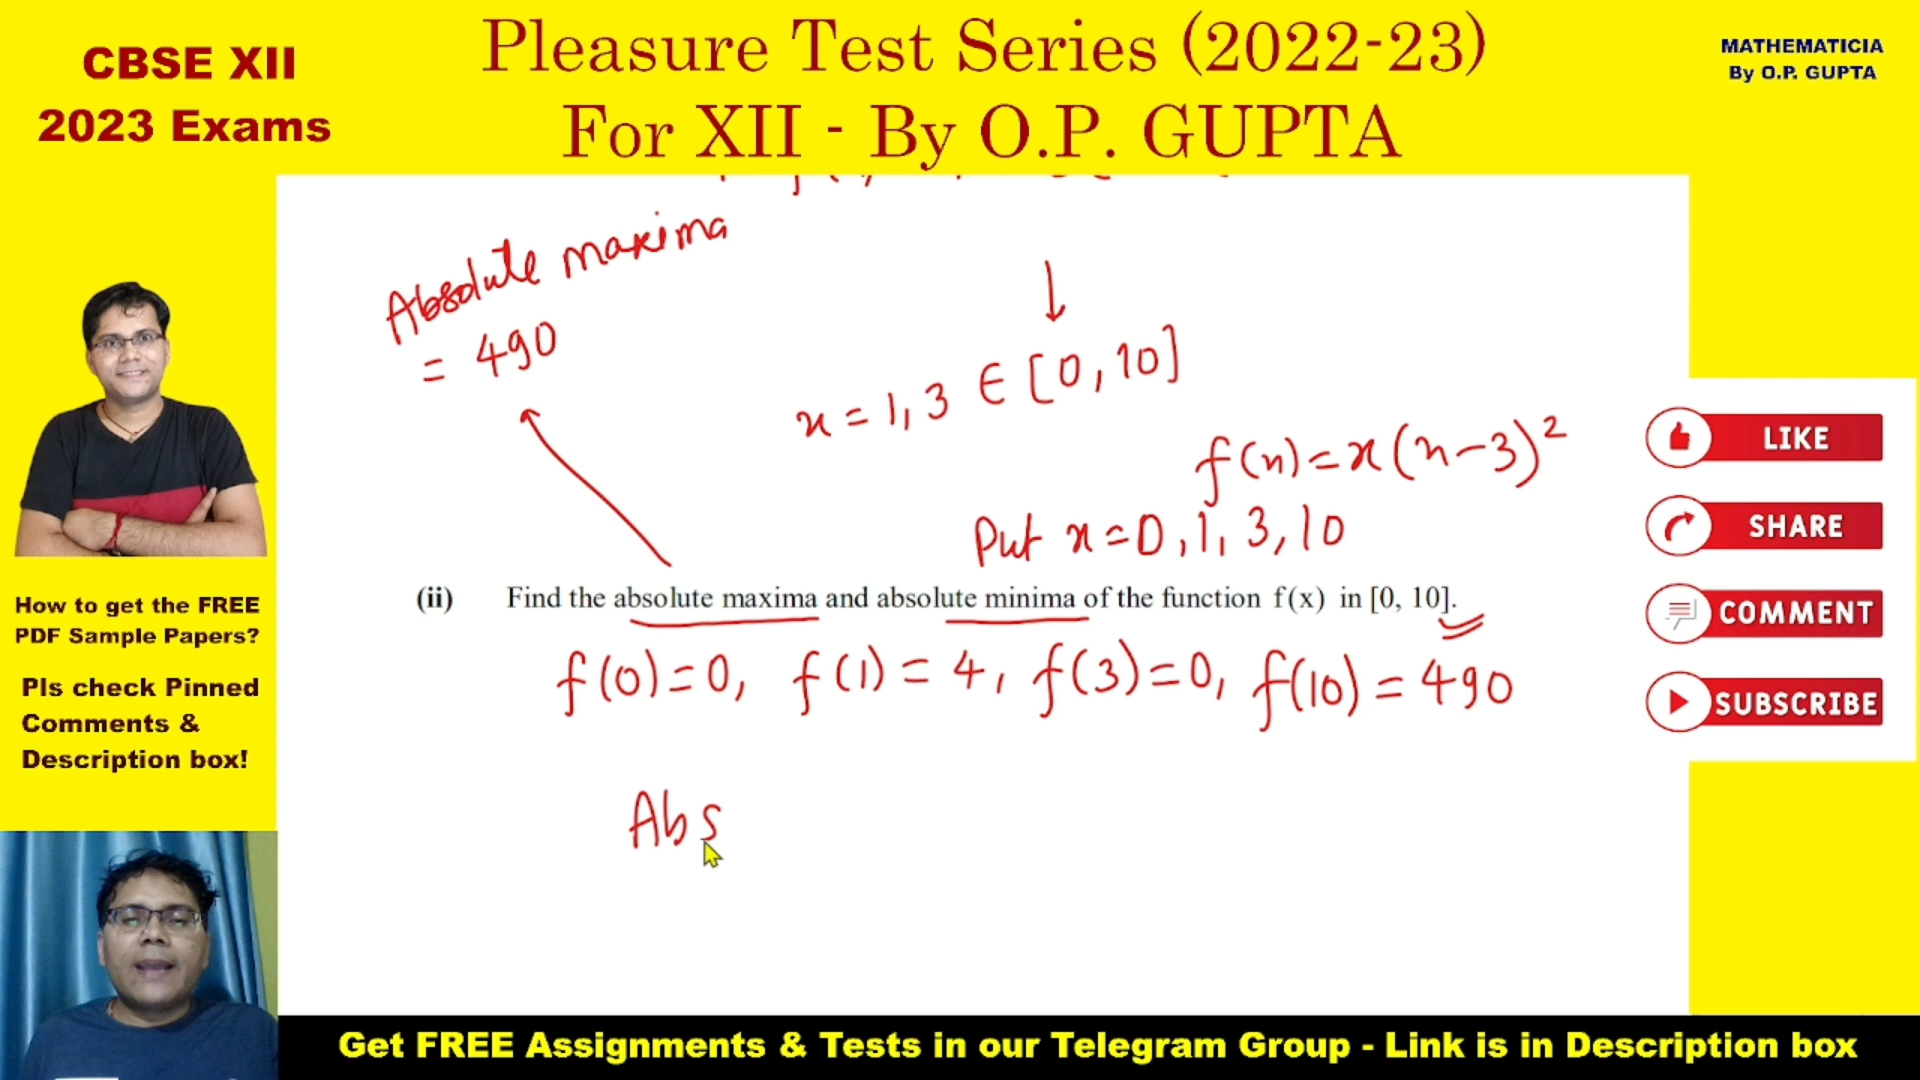 CBSE XII
2023 Exams
Pleasure Test Series (2022-23)
For XII - By O.P. GUPTA
MATHEMATICIA
By O.P. GUPTA
Absolute maxima
= 490
↓
x = 1, 3 ∈ [0, 10]
f(x) = x(x-3)²
Put x = 0, 1, 3, 10
(ii) Find the absolute maxima and absolute minima of the function f(x) in [0, 10].
f(0) = 0, f(1) = 4, f(3) = 0, f(10) = 490
Abs
How to get the FREE
PDF Sample Papers?
Pls check Pinned
Comments &
Description box!
LIKE
SHARE
COMMENT
SUBSCRIBE
Get FREE Assignments & Tests in our Telegram Group - Link is in Description box